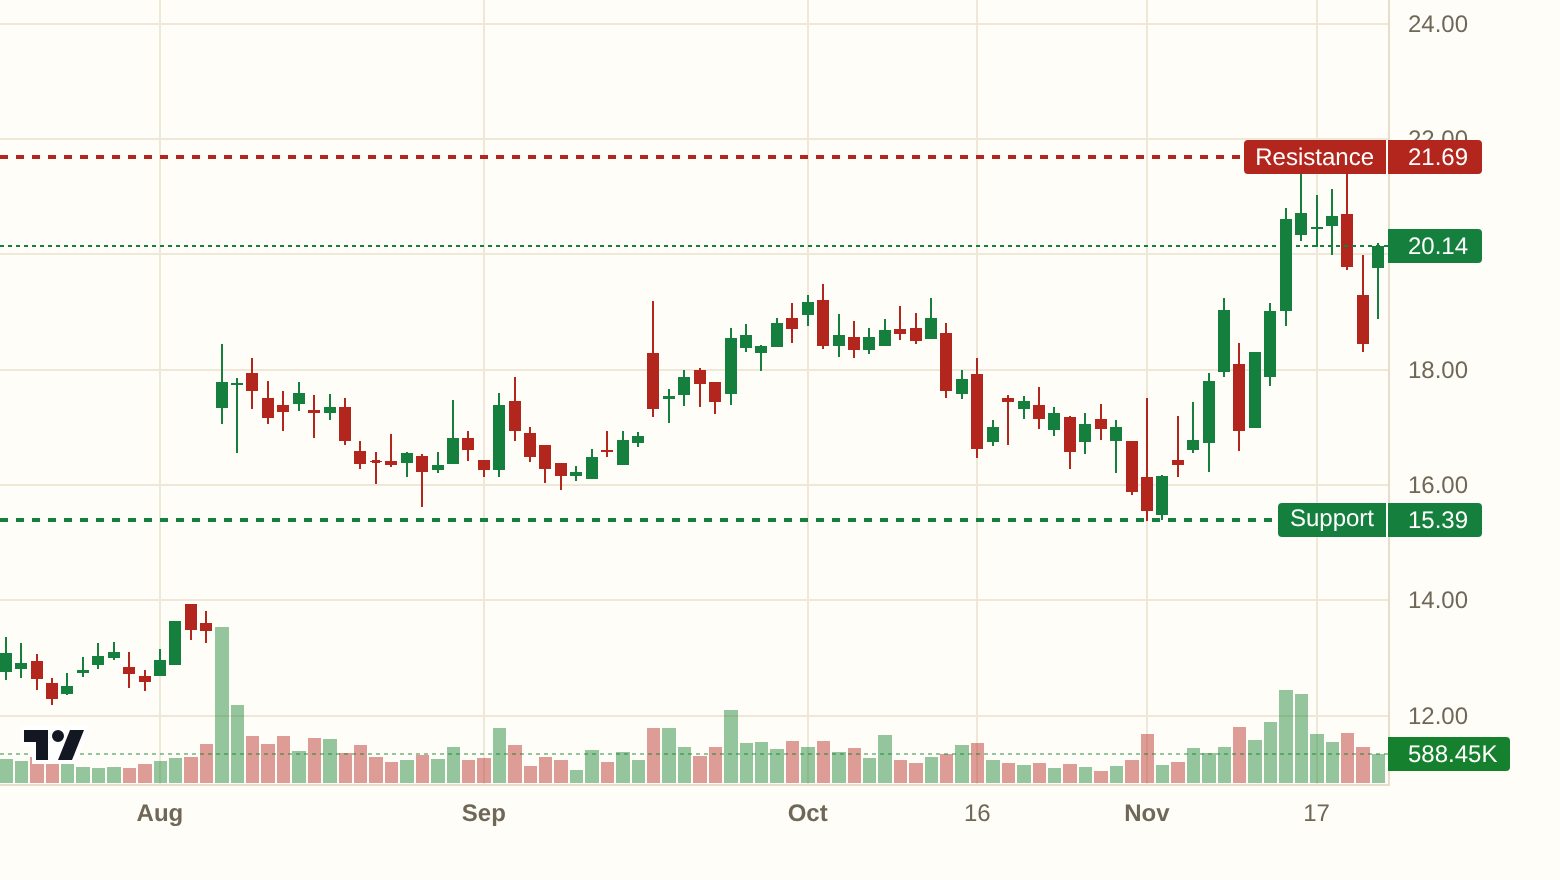 24.00
22.00
Resistance 21.69
20.14
18.00
16.00
Support 15.39
14.00
12.00
588.45K
Aug Sep Oct 16 Nov 17